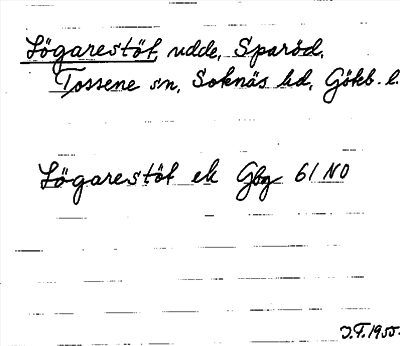 Lögarestöt, udde, Sparöd,
Tossene sn, Soknäs hd, Gökb. l.
Lögarestöt ek Gbg 61 NO
J.F. 1955.